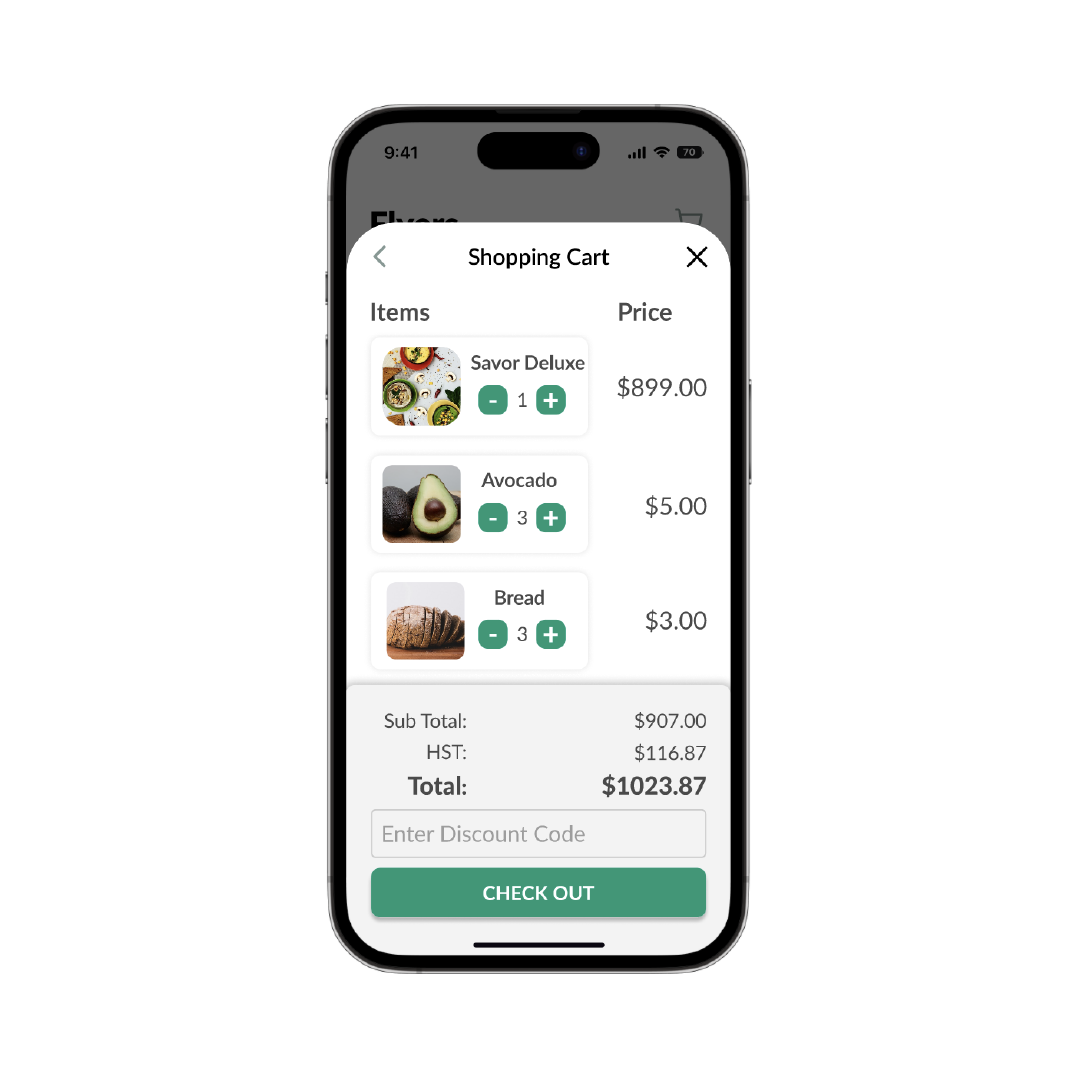 9:41
70
Flyers
Shopping Cart
Items Price
Savor Deluxe
- 1 +
$899.00
Avocado
- 3 +
$5.00
Bread
- 3 +
$3.00
Sub Total: $907.00
HST: $116.87
Total: $1023.87
Enter Discount Code
CHECK OUT